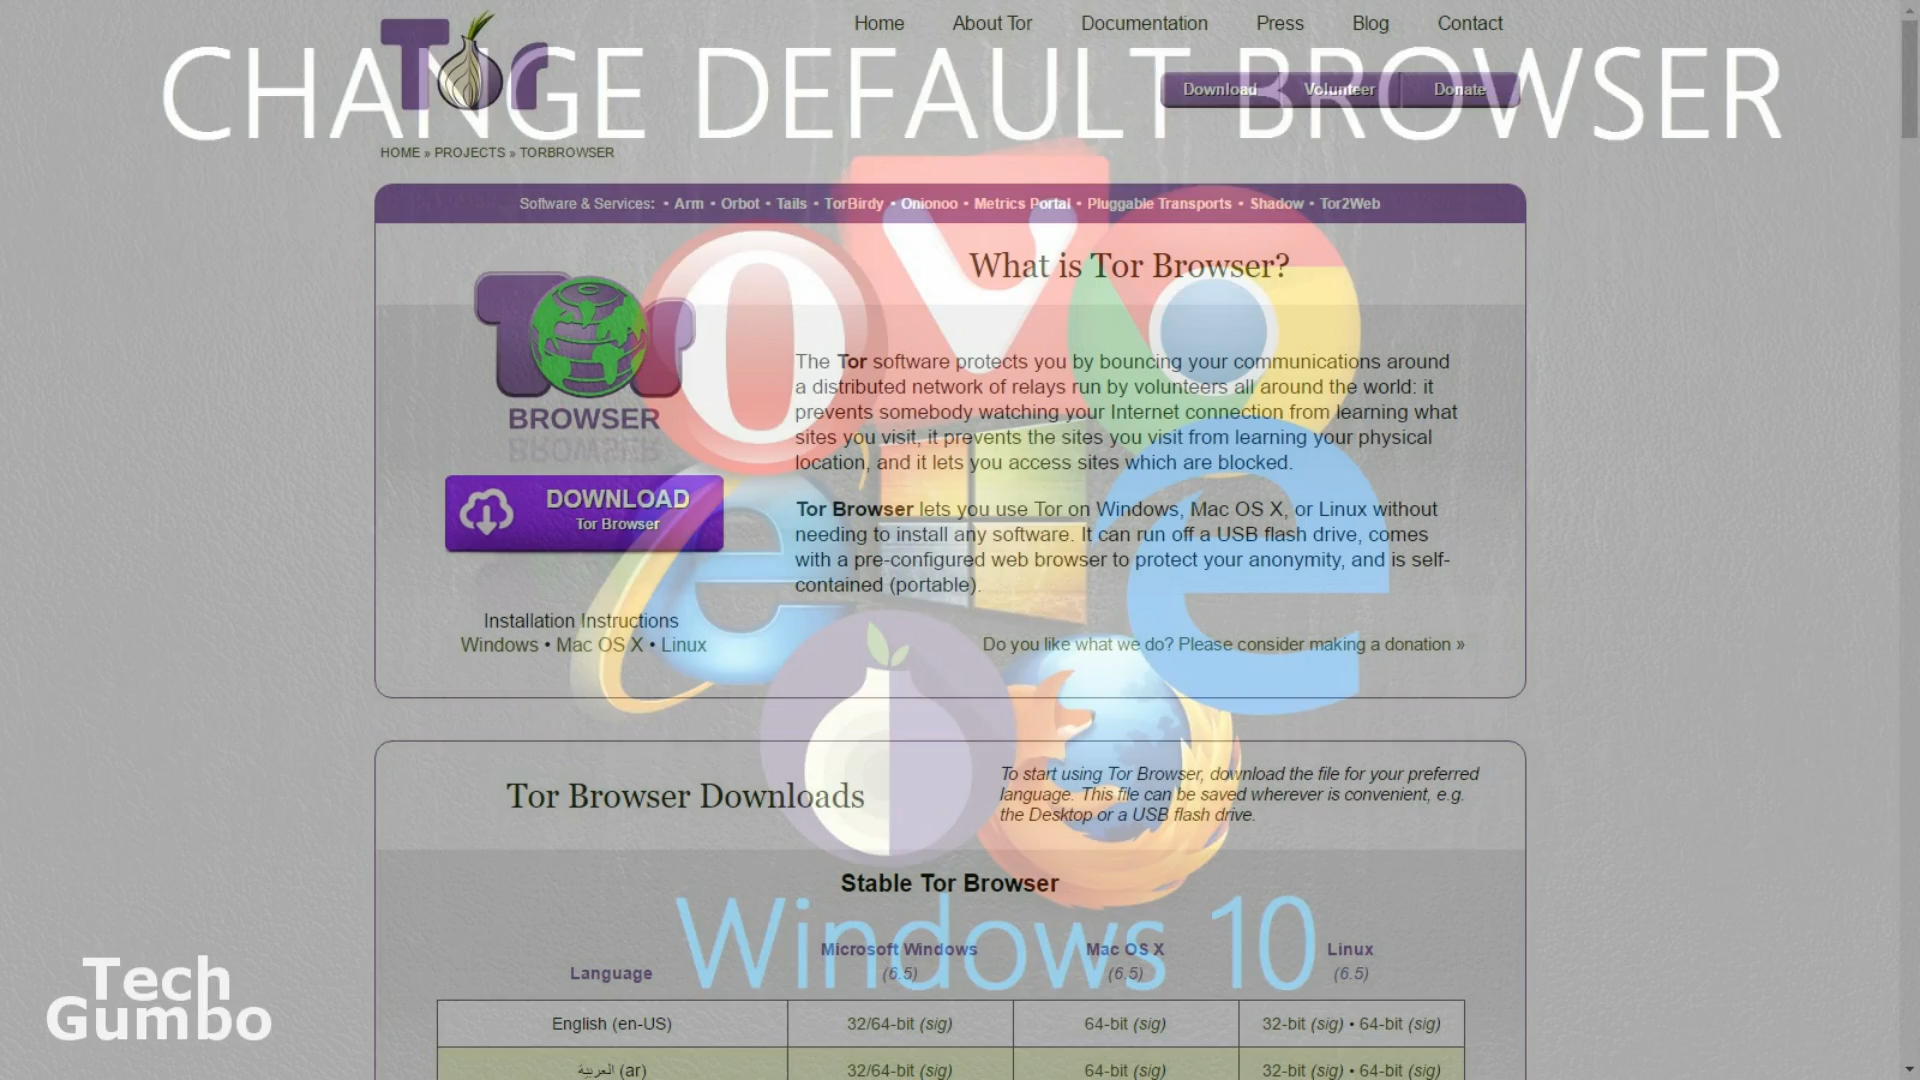 Tor
Home About Tor Documentation Press Blog Contact
CHANGE DEFAULT BROWSER
Download Volunteer Donate
HOME » PROJECTS » TORBROWSER
Software & Services: • Arm • Orbot • Tails • TorBirdy • Onionoo • Metrics Portal • Pluggable Transports • Shadow • Tor2Web
What is Tor Browser?
Tor
BROWSER
The Tor software protects you by bouncing your communications around
a distributed network of relays run by volunteers all around the world: it
prevents somebody watching your Internet connection from learning what
sites you visit, it prevents the sites you visit from learning your physical
location, and it lets you access sites which are blocked.
DOWNLOAD
Tor Browser
Tor Browser lets you use Tor on Windows, Mac OS X, or Linux without
needing to install any software. It can run off a USB flash drive, comes
with a pre-configured web browser to protect your anonymity, and is self-
contained (portable).
Installation Instructions
Windows • Mac OS X • Linux
Do you like what we do? Please consider making a donation »
Tor Browser Downloads
To start using Tor Browser, download the file for your preferred
language. This file can be saved wherever is convenient, e.g.
the Desktop or a USB flash drive.
Stable Tor Browser
Windows 10
Language Microsoft Windows (6.5) Mac OS X (6.5) Linux (6.5)
English (en-US) 32/64-bit (sig) 64-bit (sig) 32-bit (sig) • 64-bit (sig)
العربية (ar) 32/64-bit (sig) 64-bit (sig) 32-bit (sig) • 64-bit (sig)
Tech
Gumbo